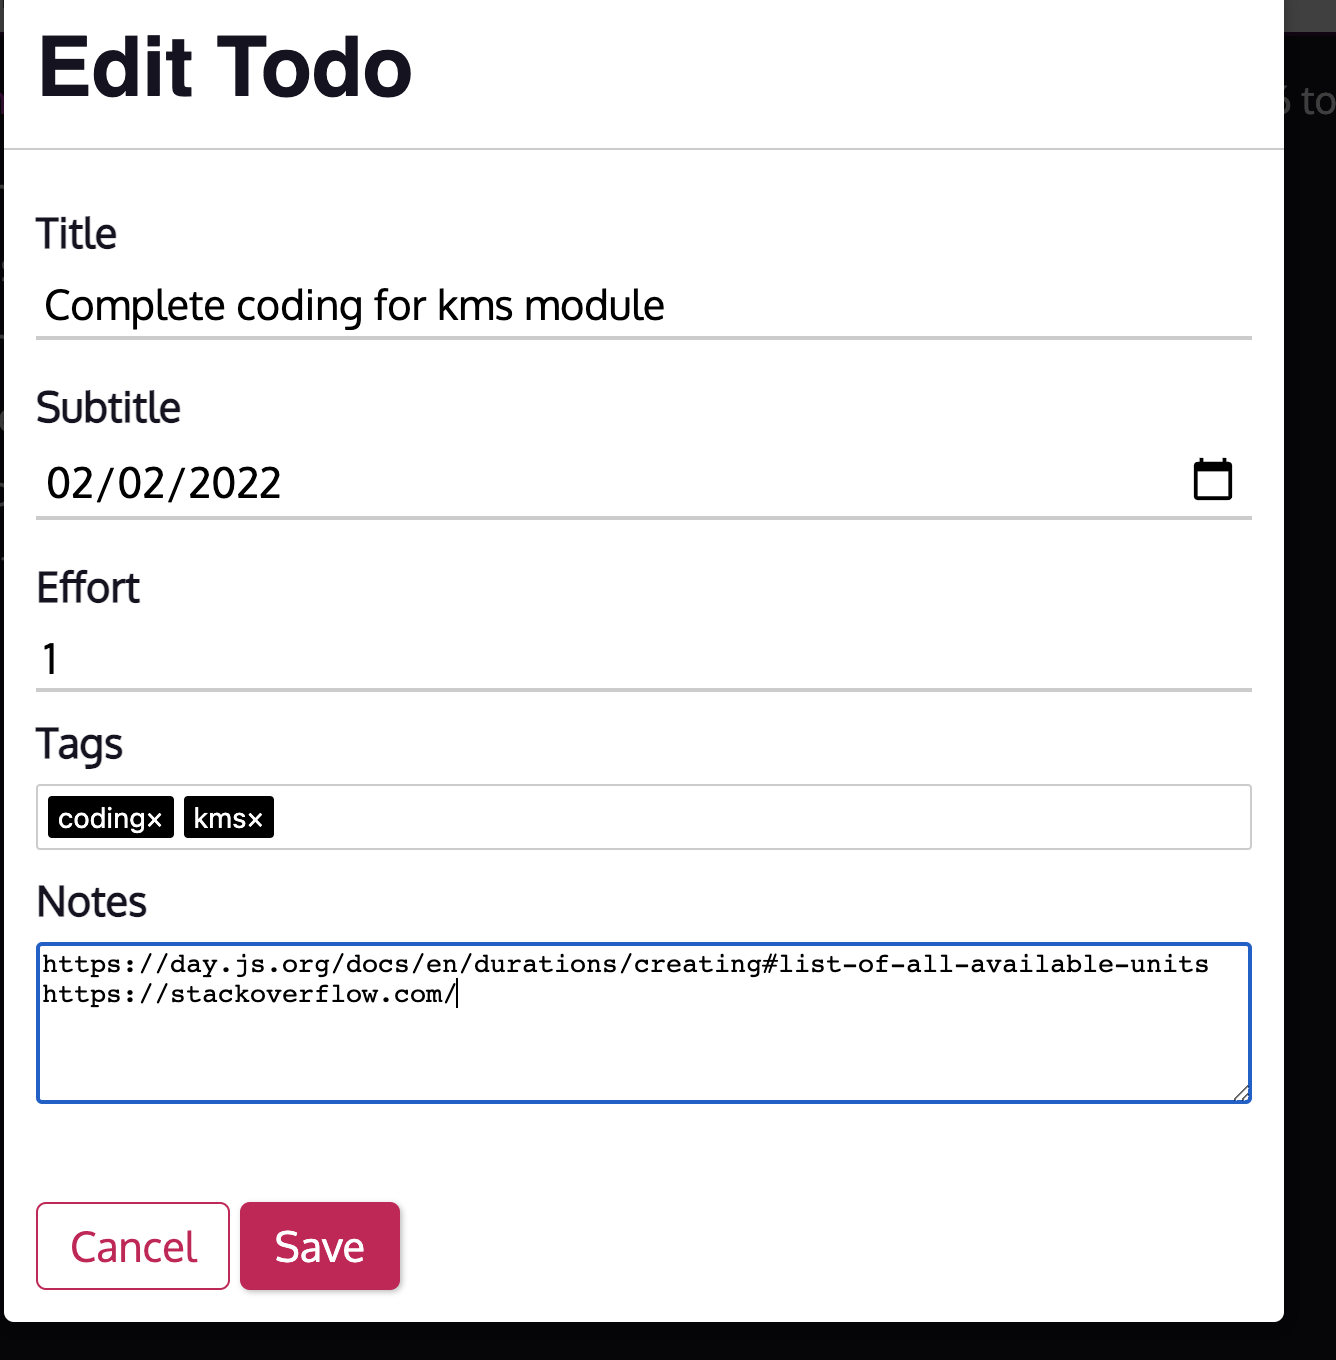 Edit Todo
to
Title
Complete coding for kms module
Subtitle
02/02/2022
Effort
1
Tags
coding× kms×
Notes
https://day.js.org/docs/en/durations/creating#list-of-all-available-units
https://stackoverflow.com/
Cancel Save